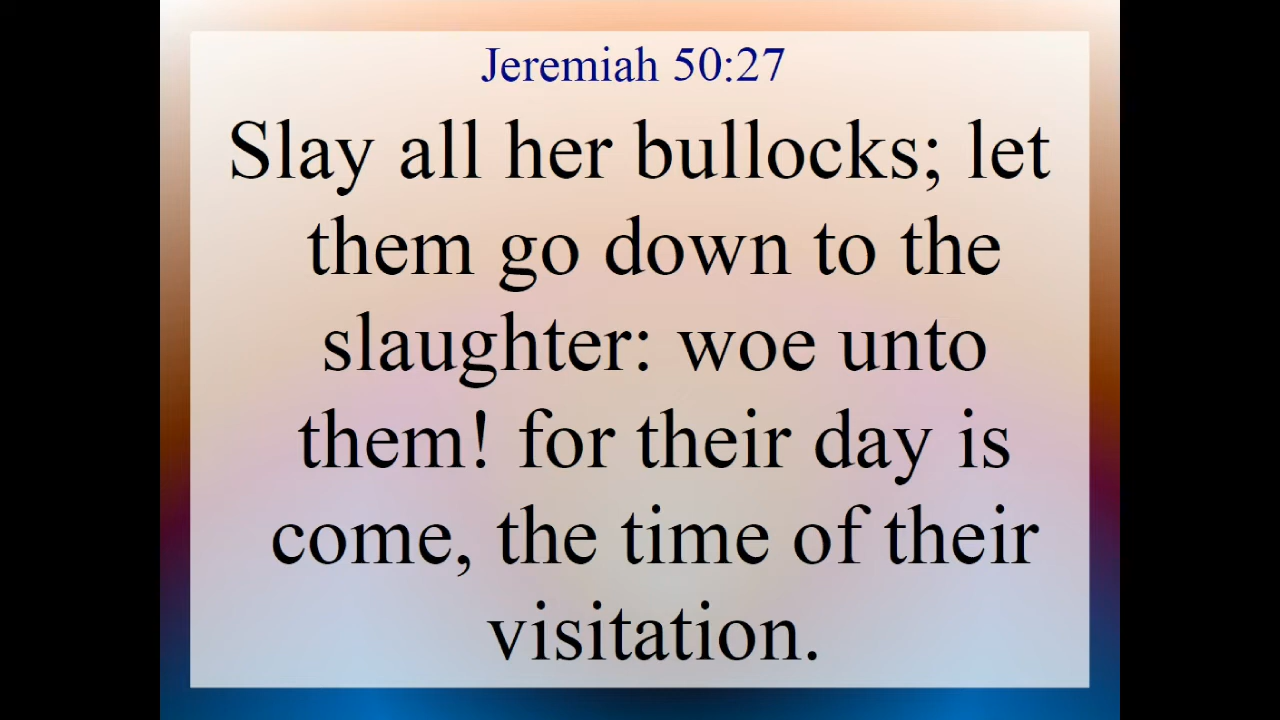 Jeremiah 50:27
Slay all her bullocks; let
them go down to the
slaughter: woe unto
them! for their day is
come, the time of their
visitation.